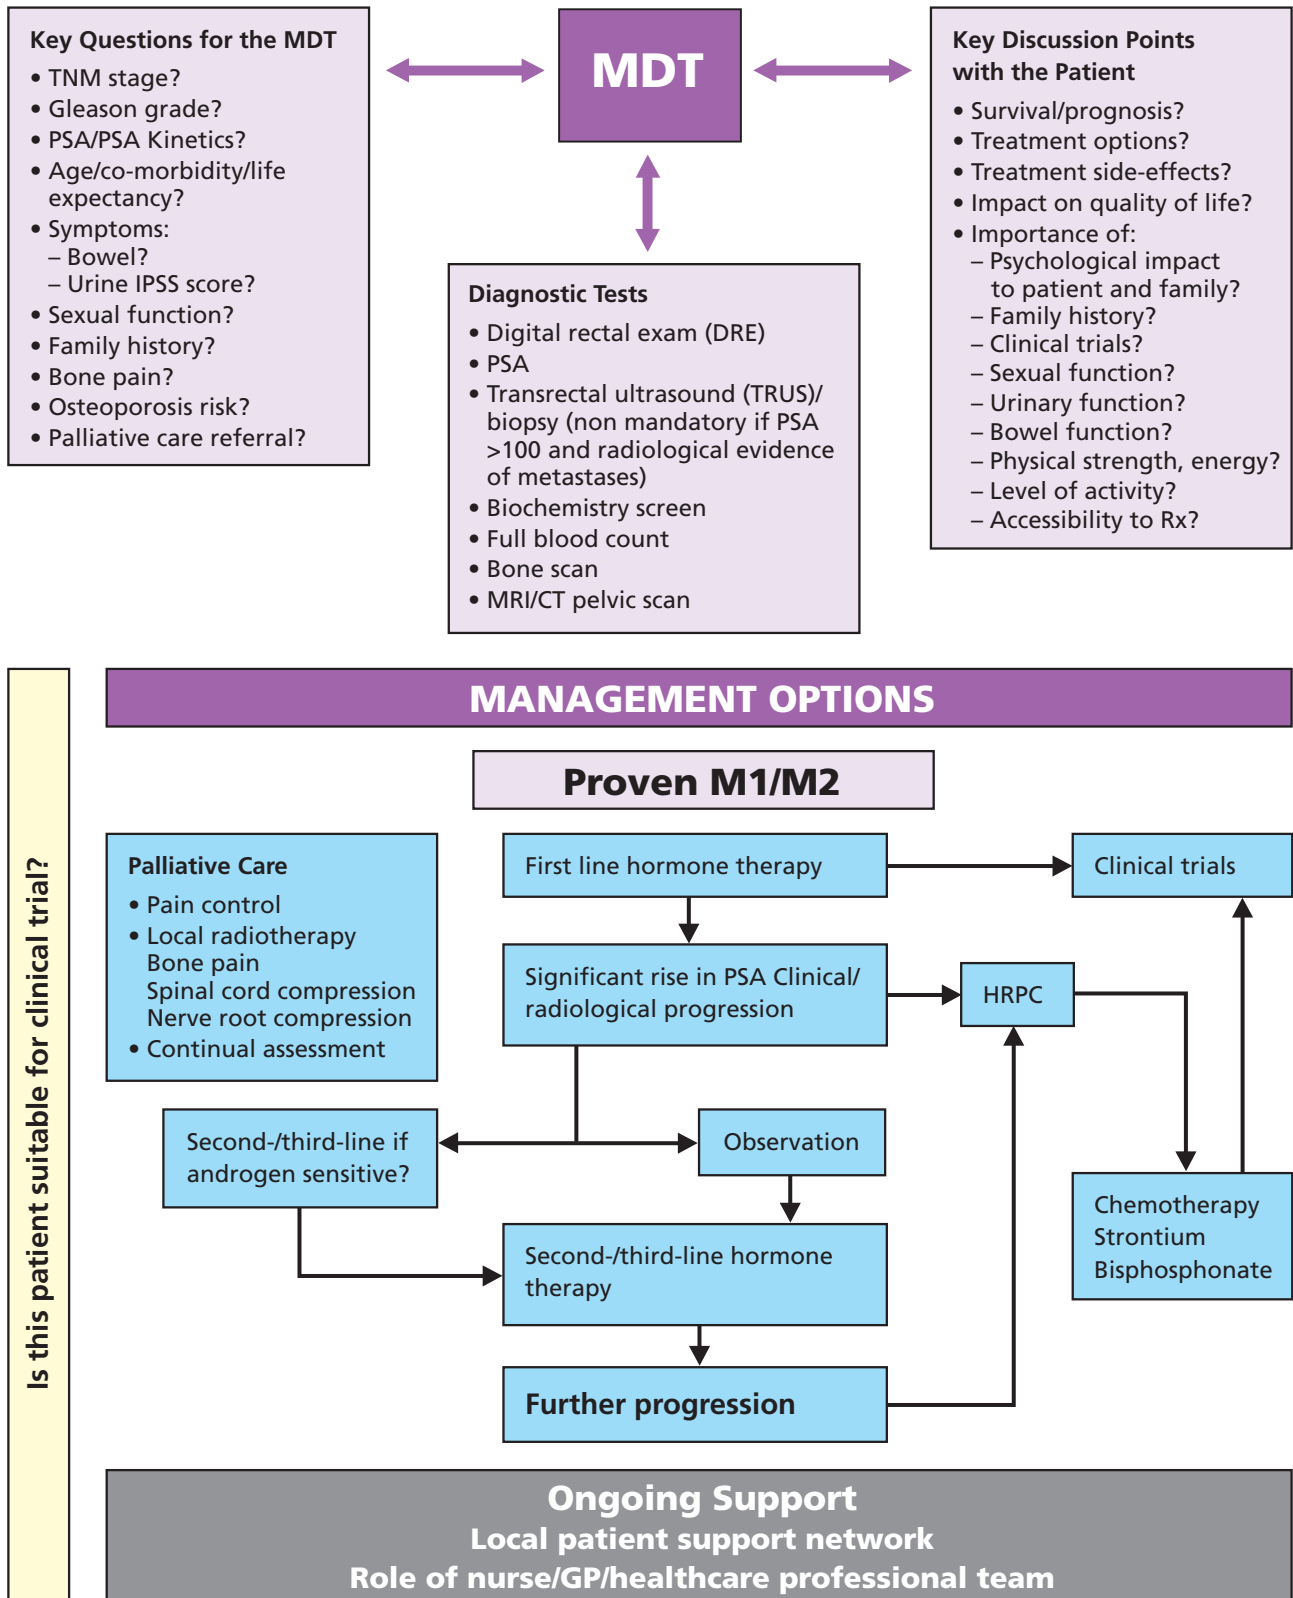 Key Questions for the MDT
• TNM stage?
• Gleason grade?
• PSA/PSA Kinetics?
• Age/co-morbidity/life
expectancy?
• Symptoms:
– Bowel?
– Urine IPSS score?
• Sexual function?
• Family history?
• Bone pain?
• Osteoporosis risk?
• Palliative care referral?
MDT
Key Discussion Points
with the Patient
• Survival/prognosis?
• Treatment options?
• Treatment side-effects?
• Impact on quality of life?
• Importance of:
– Psychological impact
to patient and family?
– Family history?
– Clinical trials?
– Sexual function?
– Urinary function?
– Bowel function?
– Physical strength, energy?
– Level of activity?
– Accessibility to Rx?
Diagnostic Tests
• Digital rectal exam (DRE)
• PSA
• Transrectal ultrasound (TRUS)/
biopsy (non mandatory if PSA
>100 and radiological evidence
of metastases)
• Biochemistry screen
• Full blood count
• Bone scan
• MRI/CT pelvic scan
Is this patient suitable for clinical trial?
MANAGEMENT OPTIONS
Proven M1/M2
Palliative Care
• Pain control
• Local radiotherapy
Bone pain
Spinal cord compression
Nerve root compression
• Continual assessment
First line hormone therapy
Clinical trials
Significant rise in PSA Clinical/
radiological progression
HRPC
Second-/third-line if
androgen sensitive?
Observation
Chemotherapy
Strontium
Bisphosphonate
Second-/third-line hormone
therapy
Further progression
Ongoing Support
Local patient support network
Role of nurse/GP/healthcare professional team